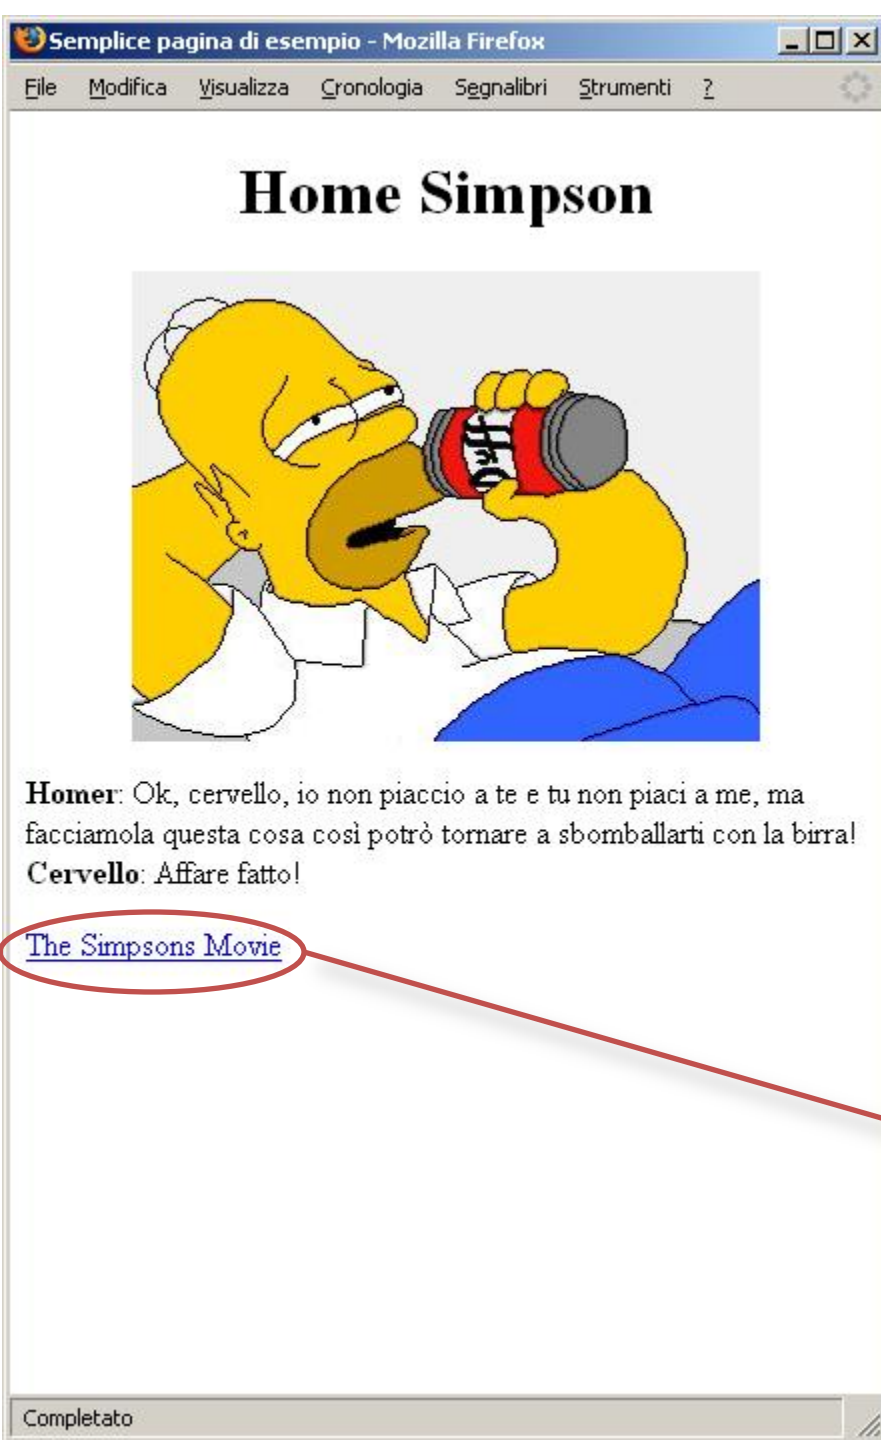 Semplice pagina di esempio - Mozilla Firefox
File Modifica Visualizza Cronologia Segnalibri Strumenti ?
Home Simpson
Duff
Homer: Ok, cervello, io non piaccio a te e tu non piaci a me, ma
facciamola questa cosa così potrò tornare a sbomballarti con la birra!
Cervello: Affare fatto!
The Simpsons Movie
Completato